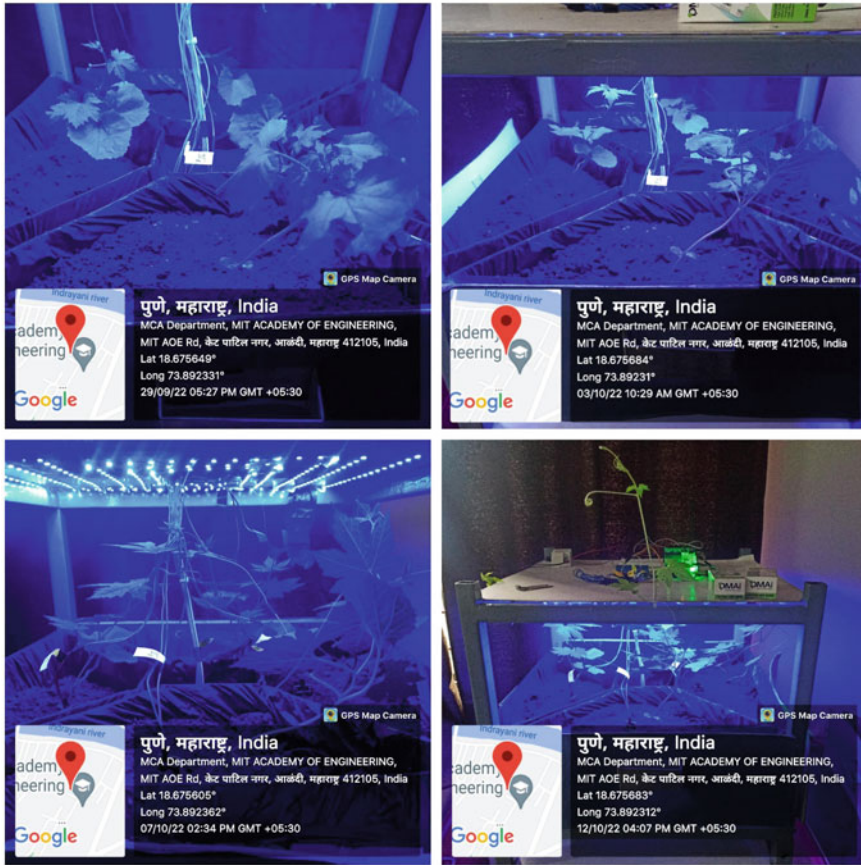 GPS Map Camera
Indrayani river
cademy
neering
Google
पुणे, महाराष्ट्र, India
MCA Department, MIT ACADEMY OF ENGINEERING,
MIT AOE Rd, केट पाटिल नगर, आळंदी, महाराष्ट्र 412105, India
Lat 18.675649°
Long 73.892331°
29/09/22 05:27 PM GMT +05:30
GPS Map Camera
Indrayani river
cademy
neering
Google
पुणे, महाराष्ट्र, India
MCA Department, MIT ACADEMY OF ENGINEERING,
MIT AOE Rd, केट पाटिल नगर, आळंदी, महाराष्ट्र 412105, India
Lat 18.675684°
Long 73.89231°
03/10/22 10:29 AM GMT +05:30
GPS Map Camera
Indrayani river
cademy
neering
Google
पुणे, महाराष्ट्र, India
MCA Department, MIT ACADEMY OF ENGINEERING,
MIT AOE Rd, केट पाटिल नगर, आळंदी, महाराष्ट्र 412105, India
Lat 18.675605°
Long 73.892362°
07/10/22 02:34 PM GMT +05:30
DMAi DMAi
GPS Map Camera
Indrayani river
cademy
neering
Google
पुणे, महाराष्ट्र, India
MCA Department, MIT ACADEMY OF ENGINEERING,
MIT AOE Rd, केट पाटिल नगर, आळंदी, महाराष्ट्र 412105, India
Lat 18.675683°
Long 73.892312°
12/10/22 04:07 PM GMT +05:30